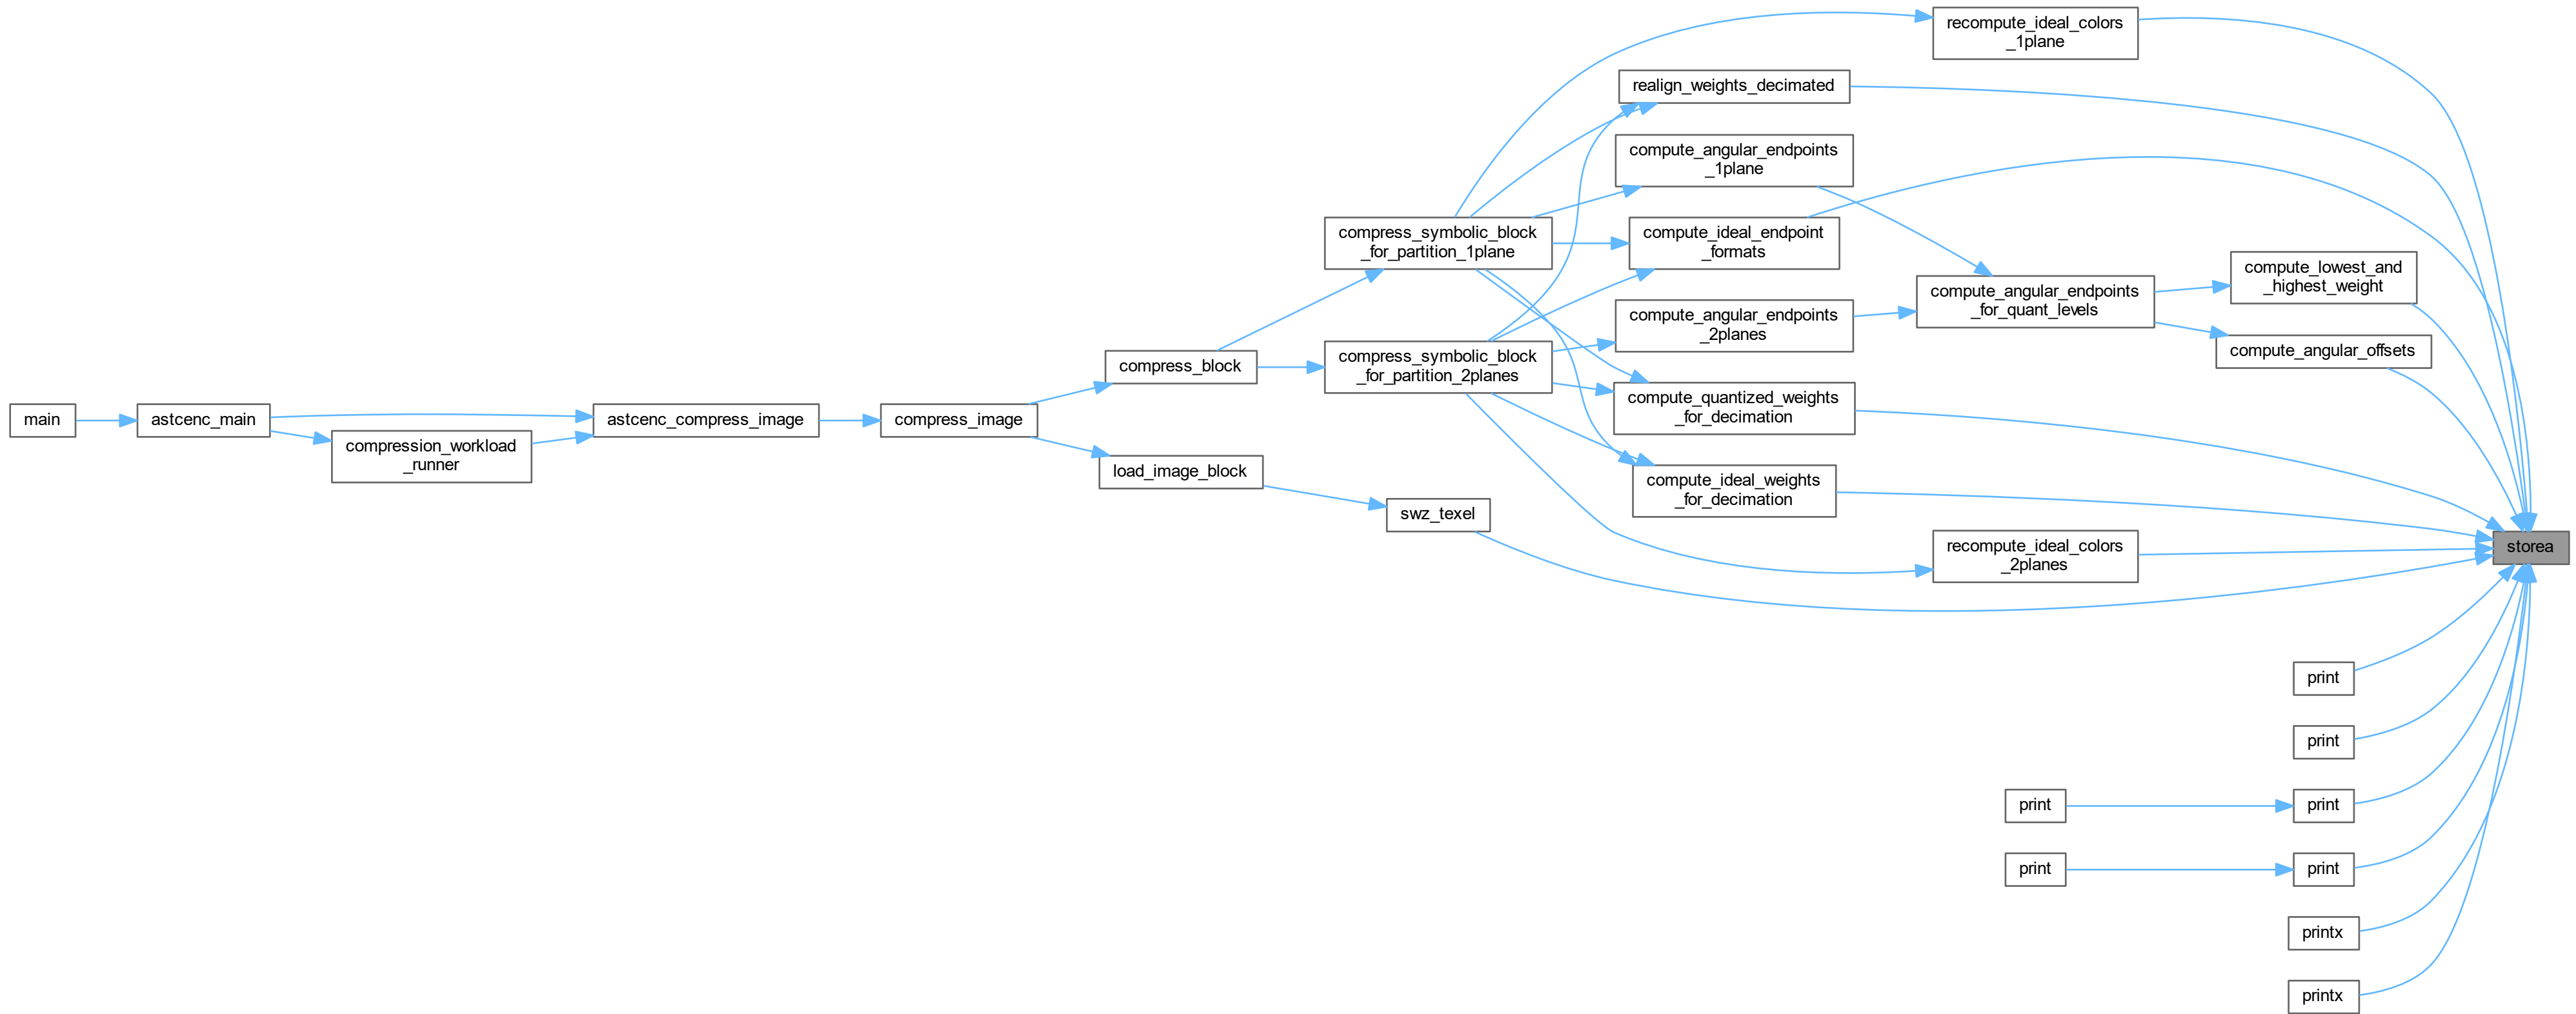 recompute_ideal_colors
_1plane
realign_weights_decimated
compute_angular_endpoints
_1plane
compress_symbolic_block
_for_partition_1plane
compute_ideal_endpoint
_formats
compute_lowest_and
_highest_weight
compute_angular_endpoints
_for_quant_levels
compute_angular_endpoints
_2planes
compute_angular_offsets
compress_symbolic_block
_for_partition_2planes
compress_block
compute_quantized_weights
_for_decimation
main
astcenc_main
astcenc_compress_image
compress_image
compression_workload
_runner
load_image_block
compute_ideal_weights
_for_decimation
swz_texel
recompute_ideal_colors
_2planes
storea
print
print
print
print
print
print
printx
printx